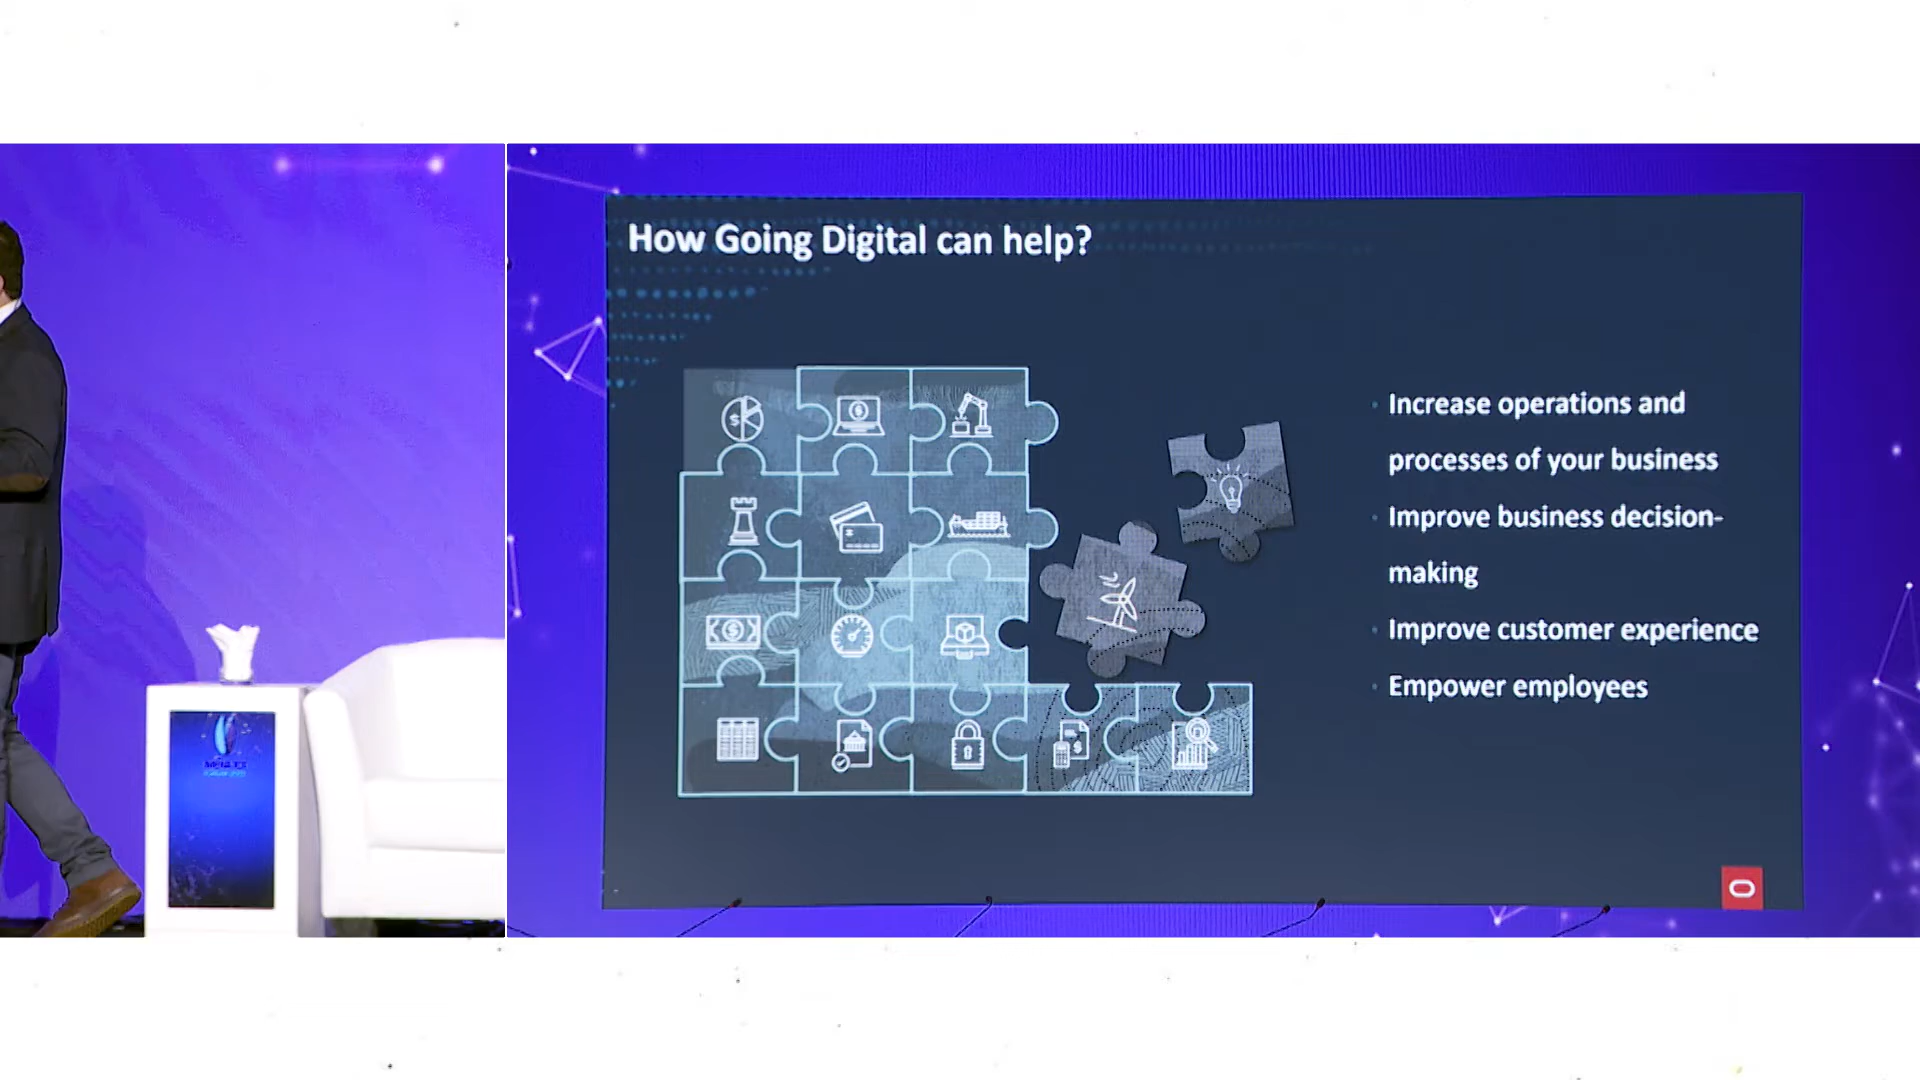 How Going Digital can help?
Increase operations and
processes of your business
Improve business decision-
making
Improve customer experience
Empower employees